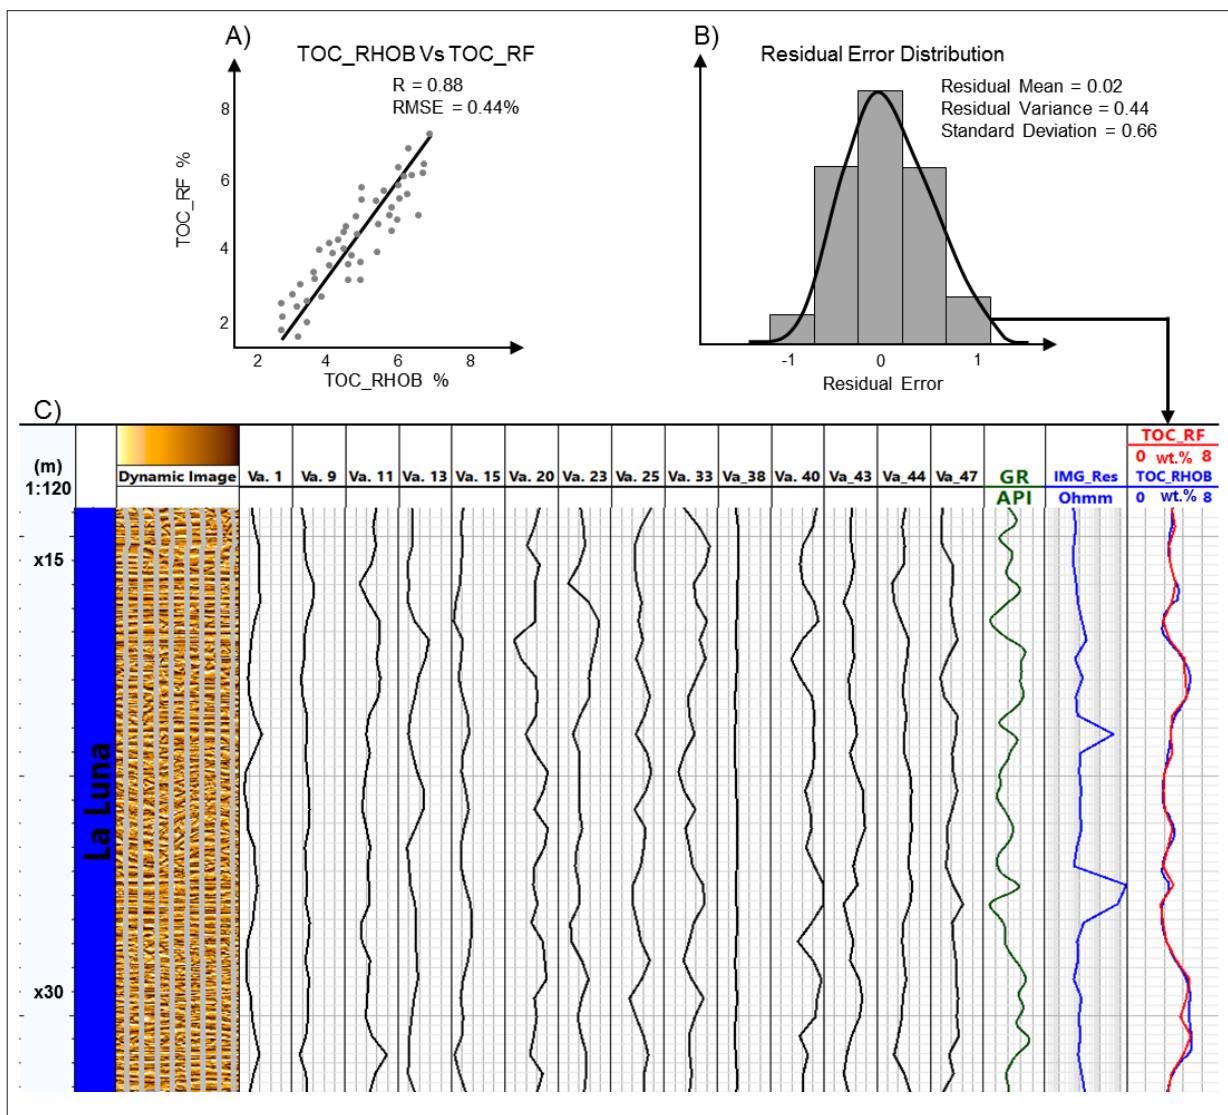 A)
TOC_RHOB Vs TOC_RF
R = 0.88
RMSE = 0.44%
8
6
4
2
TOC_RF %
2 4 6 8
TOC_RHOB %
B)
Residual Error Distribution
Residual Mean = 0.02
Residual Variance = 0.44
Standard Deviation = 0.66
-1 0 1
Residual Error
C)
(m)
1:120
Dynamic Image
Va. 1 Va. 9 Va. 11 Va. 13 Va. 15 Va. 20 Va. 23 Va. 25 Va. 33 Va_38 Va. 40 Va_43 Va_44 Va_47
GR
API
IMG_Res
Ohmm
TOC_RF
0 wt.% 8
TOC_RHOB
0 wt.% 8
x15
La Luna
x30